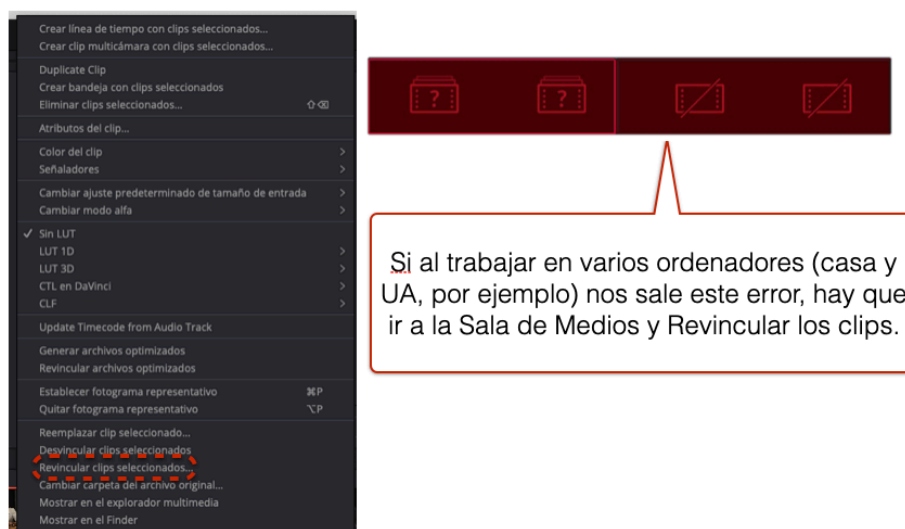 Crear línea de tiempo con clips seleccionados...
Crear clip multicámara con clips seleccionados...
Duplicate Clip
Crear bandeja con clips seleccionados
Eliminar clips seleccionados... ⇧⌫
Atributos del clip...
Color del clip >
Señaladores >
Cambiar ajuste predeterminado de tamaño de entrada >
Cambiar modo alfa >
✓ Sin LUT
LUT 1D >
LUT 3D >
CTL en DaVinci >
CLF >
Update Timecode from Audio Track
Generar archivos optimizados
Revincular archivos optimizados
Establecer fotograma representativo ⌘P
Quitar fotograma representativo ⌥P
Reemplazar clip seleccionado...
Desvincular clips seleccionados
Revincular clips seleccionados...
Cambiar carpeta del archivo original...
Mostrar en el explorador multimedia
Mostrar en el Finder
? ?
Si al trabajar en varios ordenadores (casa y
UA, por ejemplo) nos sale este error, hay que
ir a la Sala de Medios y Revincular los clips.